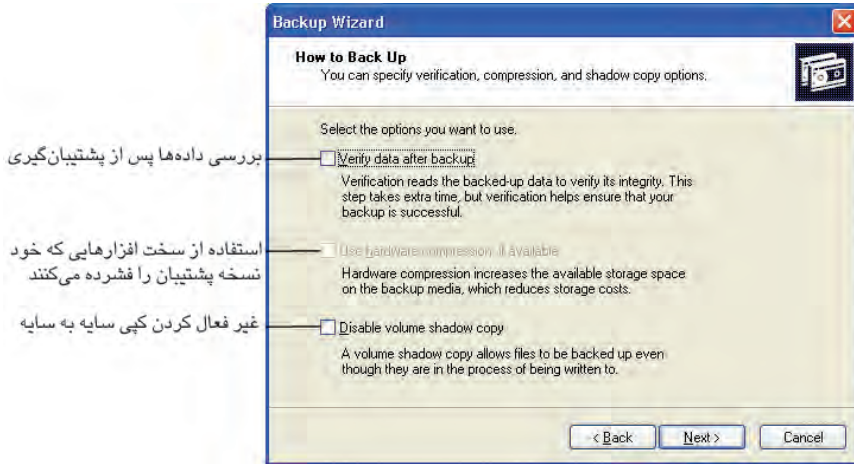 Backup Wizard
How to Back Up
You can specify verification, compression, and shadow copy options.
Select the options you want to use.
بررسی داده‌ها پس از پشتیبان‌گیری
Verify data after backup
Verification reads the backed-up data to verify its integrity. This
step takes extra time, but verification helps ensure that your
backup is successful.
استفاده از سخت افزارهایی که خود
نسخه پشتیبان را فشرده می‌کنند
Use hardware compression, if available
Hardware compression increases the available storage space
on the backup media, which reduces storage costs.
غیر فعال کردن کپی سایه به سایه
Disable volume shadow copy
A volume shadow copy allows files to be backed up even
though they are in the process of being written to.
< Back
Next >
Cancel